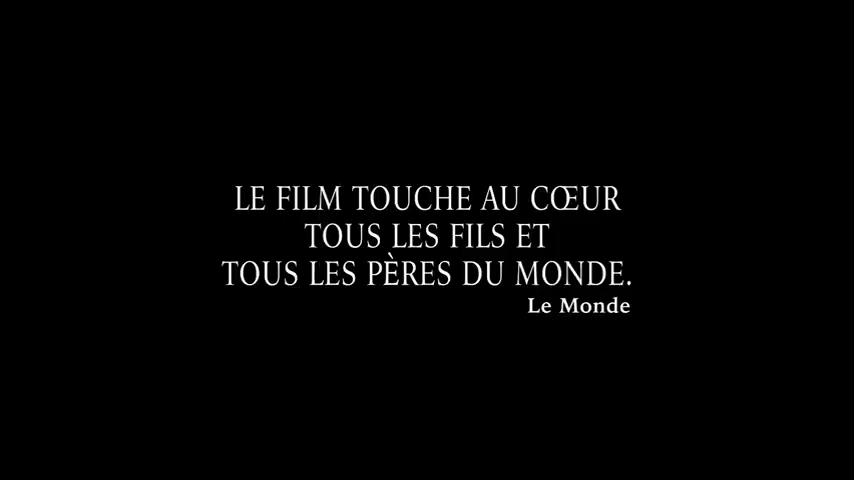 LE FILM TOUCHE AU CŒUR
TOUS LES FILS ET
TOUS LES PÈRES DU MONDE.
Le Monde